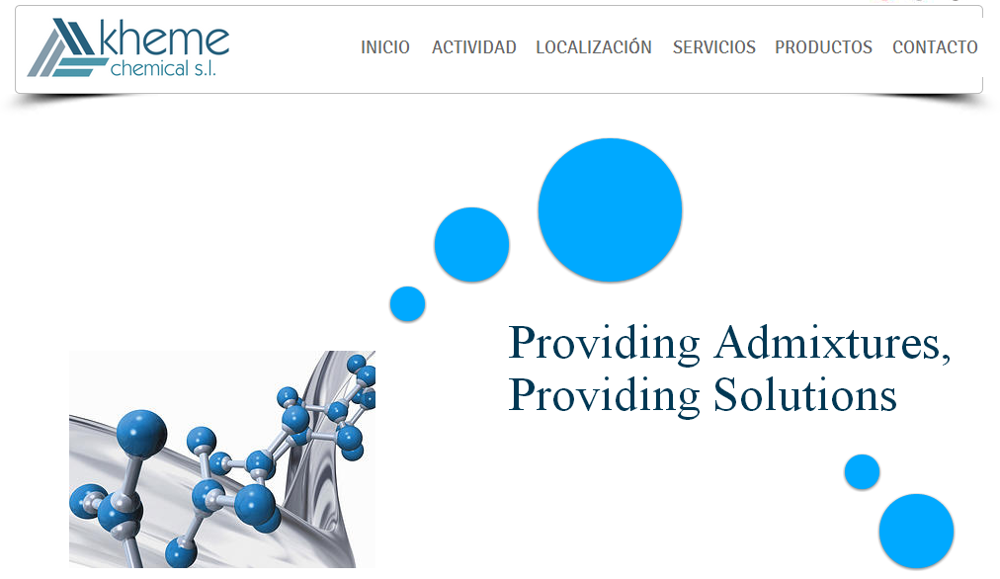 kheme
chemical s.l.
INICIO ACTIVIDAD LOCALIZACIÓN SERVICIOS PRODUCTOS CONTACTO
Providing Admixtures,
Providing Solutions